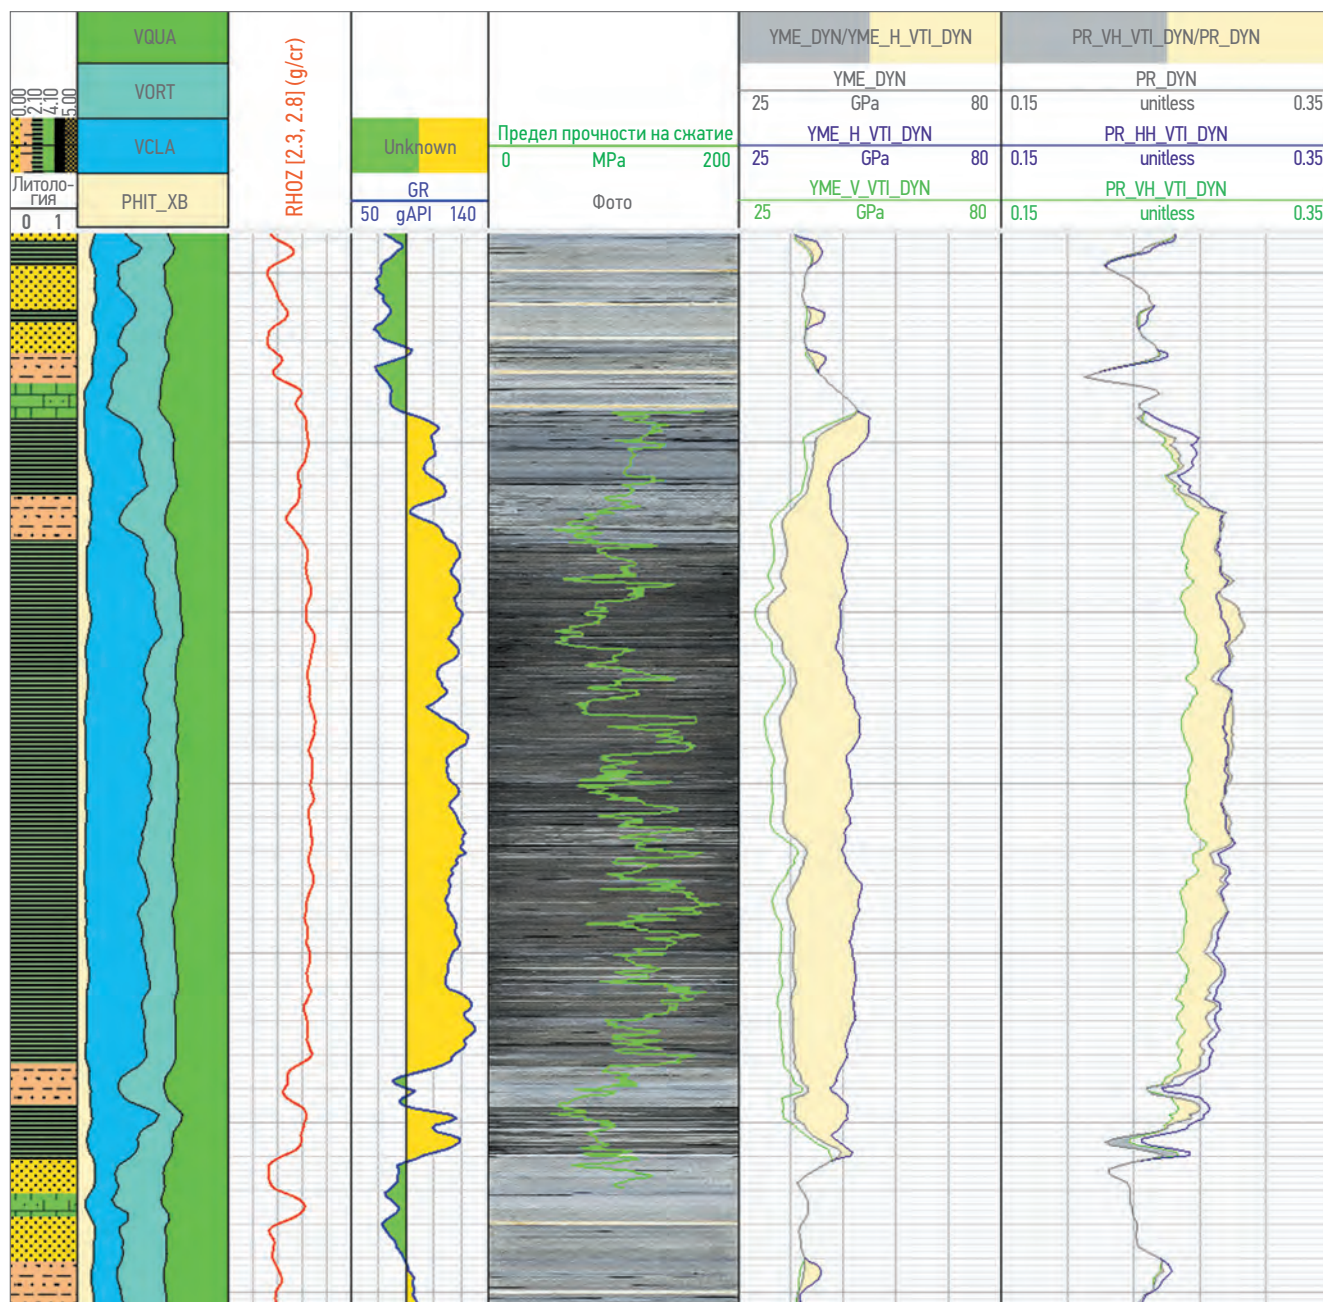 VQUA
VORT
VCLA
PHIT_XB
0.00
2.10
4.10
5.00
Литоло-
гия
0 1
RHOZ [2.3, 2.8] (g/cr)
Unknown
GR
50 gAPI 140
Предел прочности на сжатие
0 MPa 200
Фото
YME_DYN/YME_H_VTI_DYN
YME_DYN
25 GPa 80
YME_H_VTI_DYN
25 GPa 80
YME_V_VTI_DYN
25 GPa 80
PR_VH_VTI_DYN/PR_DYN
PR_DYN
0.15 unitless 0.35
PR_HH_VTI_DYN
0.15 unitless 0.35
PR_VH_VTI_DYN
0.15 unitless 0.35